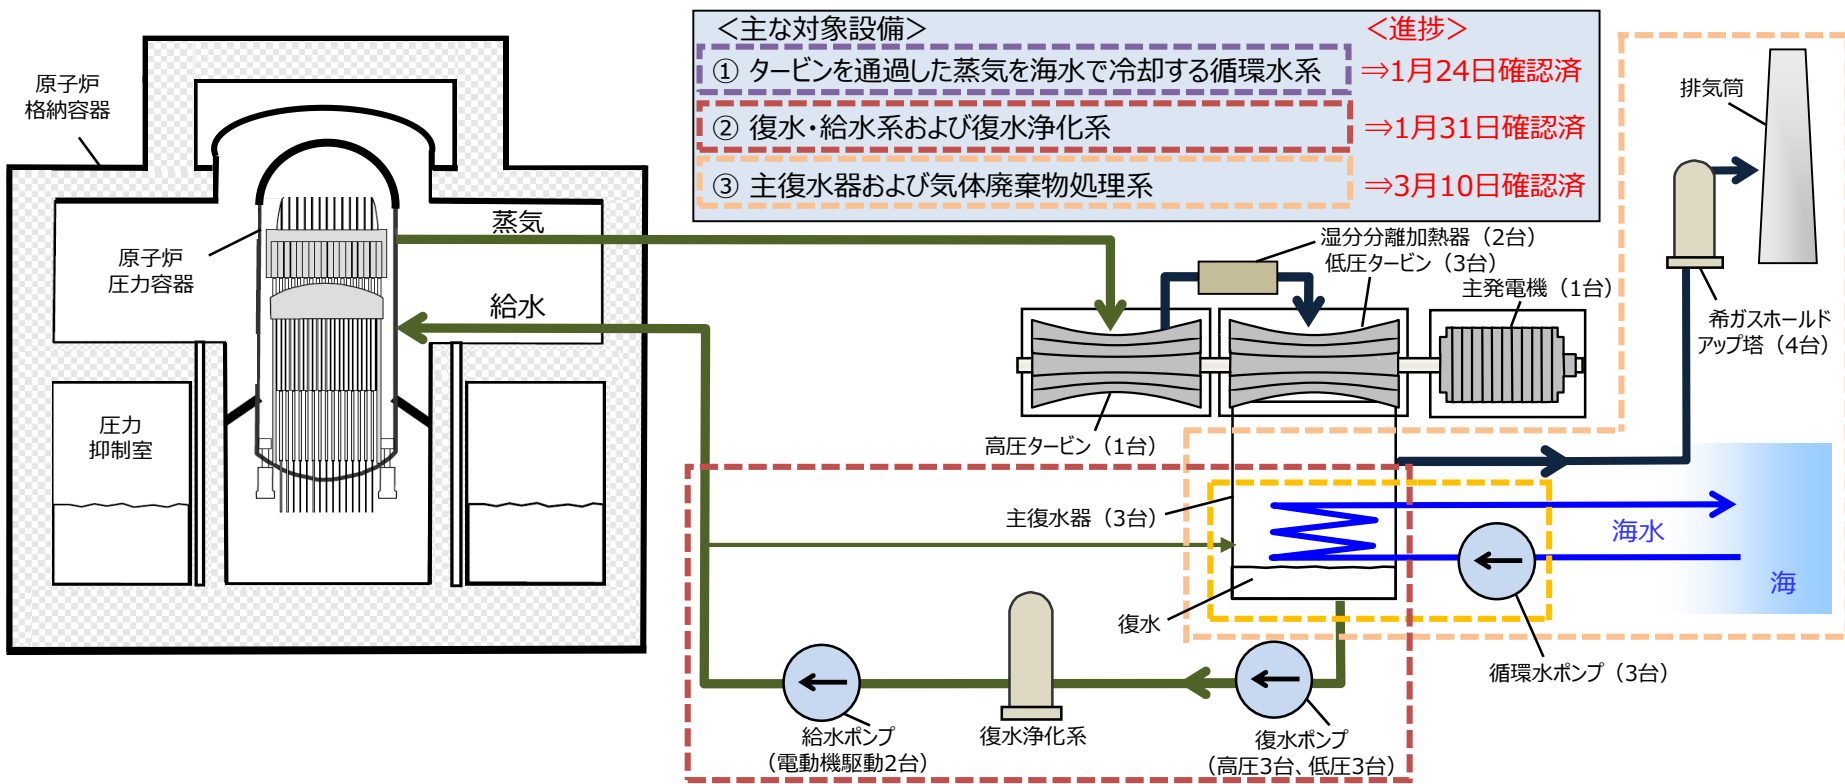 ＜主な対象設備＞
＜進捗＞
① タービンを通過した蒸気を海水で冷却する循環水系
⇒1月24日確認済
② 復水・給水系および復水浄化系
⇒1月31日確認済
③ 主復水器および気体廃棄物処理系
⇒3月10日確認済
原子炉
格納容器
排気筒
蒸気
原子炉
圧力容器
湿分分離加熱器（2台）
低圧タービン（3台）
主発電機（1台）
給水
希ガスホールド
アップ塔（4台）
圧力
抑制室
高圧タービン（1台）
主復水器（3台）
海水
海
復水
循環水ポンプ（3台）
給水ポンプ
（電動機駆動2台）
復水浄化系
復水ポンプ
（高圧3台、低圧3台）